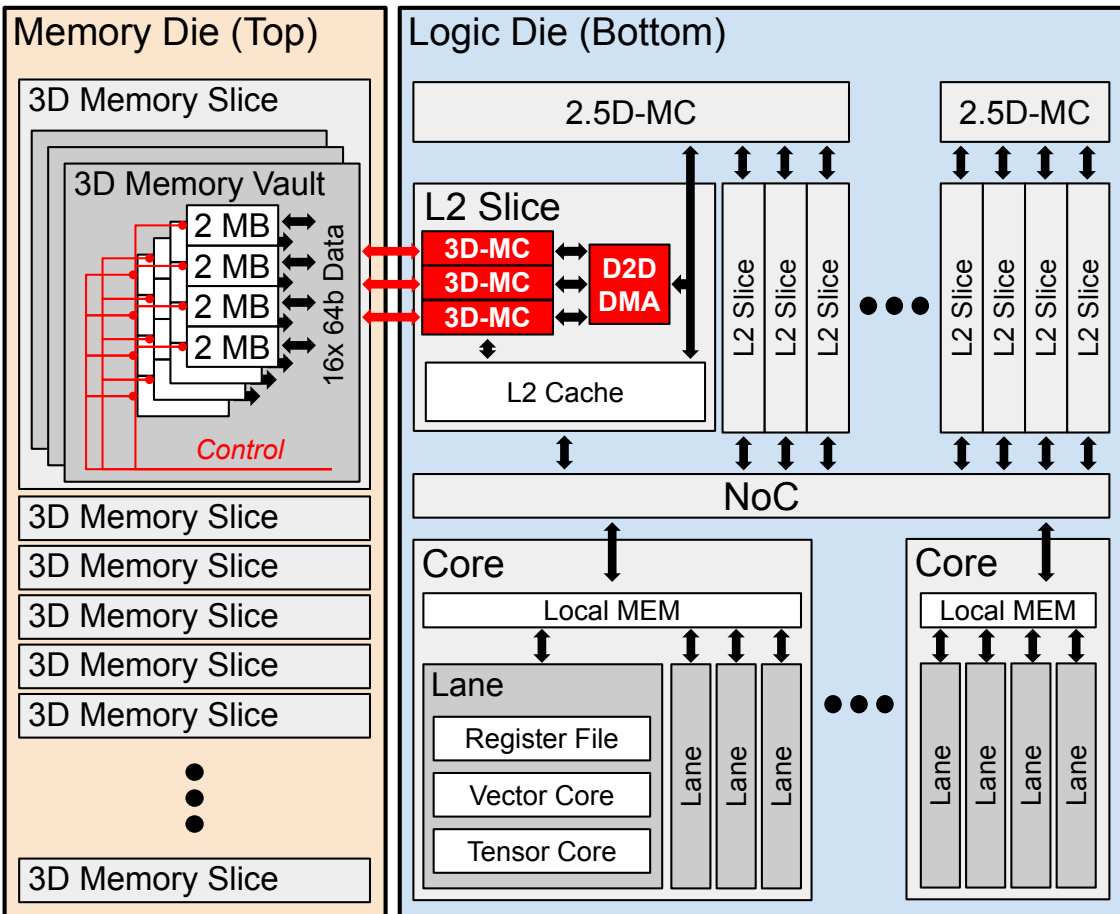 Memory Die (Top)
3D Memory Slice
3D Memory Vault
2 MB
2 MB
2 MB
2 MB
16x 64b Data
Control
3D Memory Slice
3D Memory Slice
3D Memory Slice
3D Memory Slice
3D Memory Slice
3D Memory Slice
Logic Die (Bottom)
2.5D-MC
2.5D-MC
L2 Slice
3D-MC
3D-MC
3D-MC
D2D
DMA
L2 Cache
L2 Slice
L2 Slice
L2 Slice
L2 Slice
L2 Slice
L2 Slice
L2 Slice
NoC
Core
Local MEM
Lane
Register File
Vector Core
Tensor Core
Lane
Lane
Lane
Core
Local MEM
Lane
Lane
Lane
Lane